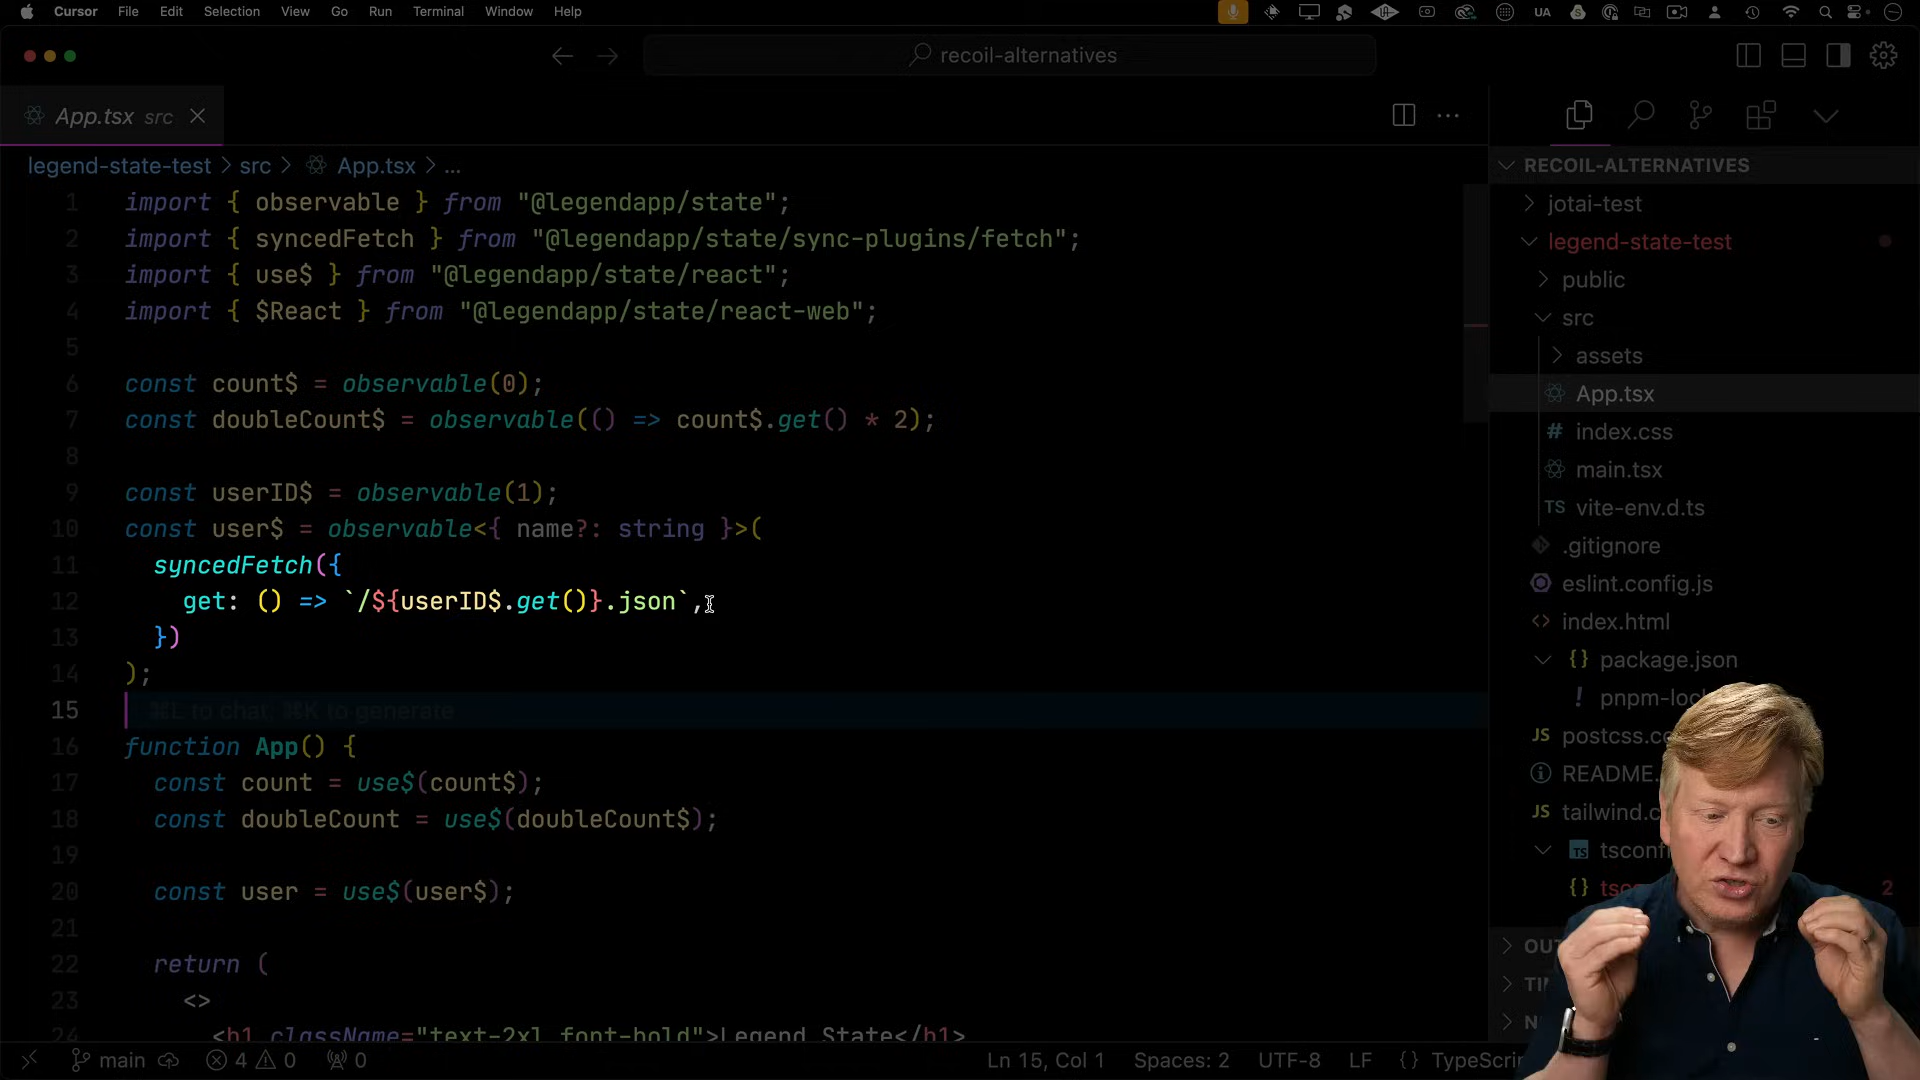 Cursor File Edit Selection View Go Run Terminal Window Help UA
recoil-alternatives
App.tsx src
legend-state-test > src > App.tsx > ...
1 import { observable } from "@legendapp/state";
2 import { syncedFetch } from "@legendapp/state/sync-plugins/fetch";
3 import { use$ } from "@legendapp/state/react";
4 import { $React } from "@legendapp/state/react-web";
5
6 const count$ = observable(0);
7 const doubleCount$ = observable(() => count$.get() * 2);
8
9 const userID$ = observable(1);
10 const user$ = observable<{ name?: string }>(
11 syncedFetch({
12 get: () => `/${userID$.get()}.json`,
13 })
14 );
15 ⌘L to chat, ⌘K to generate
16 function App() {
17 const count = use$(count$);
18 const doubleCount = use$(doubleCount$);
19
20 const user = use$(user$);
21
22 return (
23 <>
24 <h1 className="text-2xl font-bold">Legend State</h1>
RECOIL-ALTERNATIVES
jotai-test
legend-state-test
public
src
assets
App.tsx
# index.css
main.tsx
TS vite-env.d.ts
.gitignore
eslint.config.js
<> index.html
{} package.json
! pnpm-loc
JS postcss.co
README.
JS tailwind.c
TS tsconf
{} tsc 2
OU
TI
N
main 4 0 0 Ln 15, Col 1 Spaces: 2 UTF-8 LF {} TypeScrip